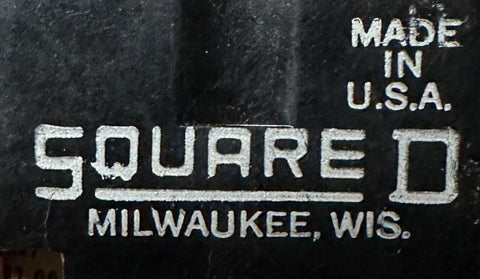 MADE
IN
U.S.A.
SQUARE D
MILWAUKEE, WIS.